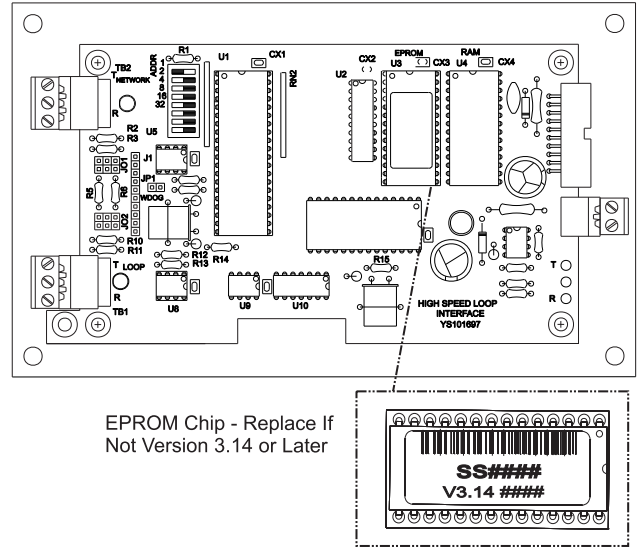 R1
U1
CX1
CX2
EPROM
U3
CX3
RAM
U4
CX4
TB2
T NETWORK
R
ADDR
1
2
4
8
16
32
RN2
U2
R2
R3
U5
J1
JO1
JP1
WDOG
R5
R6
JO2
R10
R11
R12
R13
R14
R15
T LOOP
R
TB1
U8
U9
U10
T
R
HIGH SPEED LOOP
INTERFACE
YS101697
EPROM Chip - Replace If
Not Version 3.14 or Later
SS####
V3.14 ####